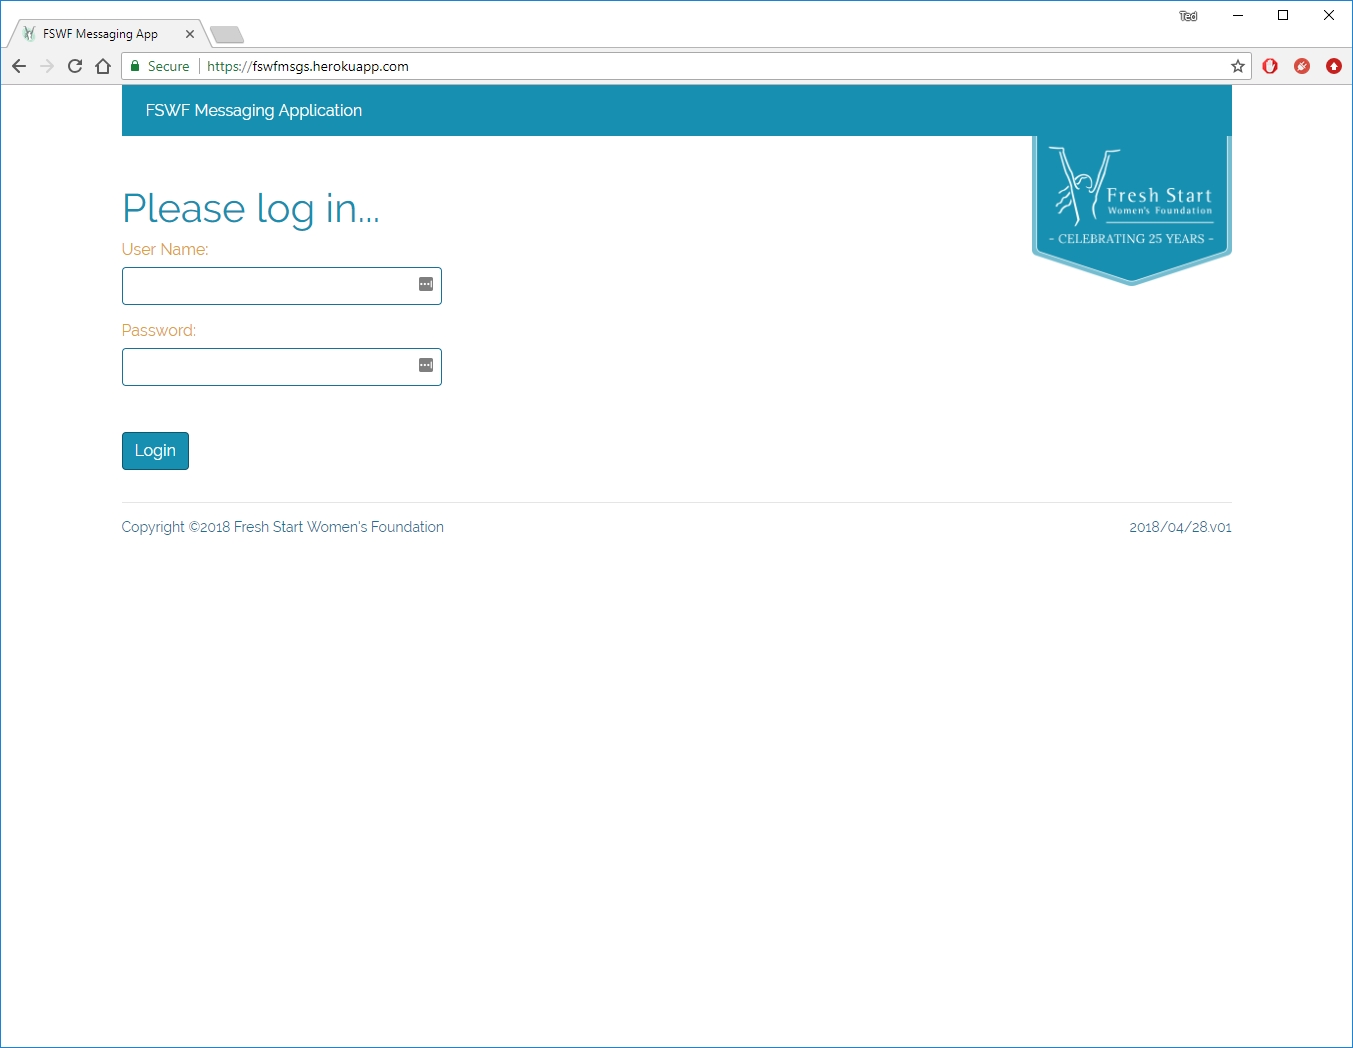 Ted
FSWF Messaging App
Secure
https://fswfmsgs.herokuapp.com
FSWF Messaging Application
Fresh Start
Women's Foundation
- CELEBRATING 25 YEARS -
Please log in...
User Name:
Password:
Login
Copyright ©2018 Fresh Start Women's Foundation
2018/04/28.v01